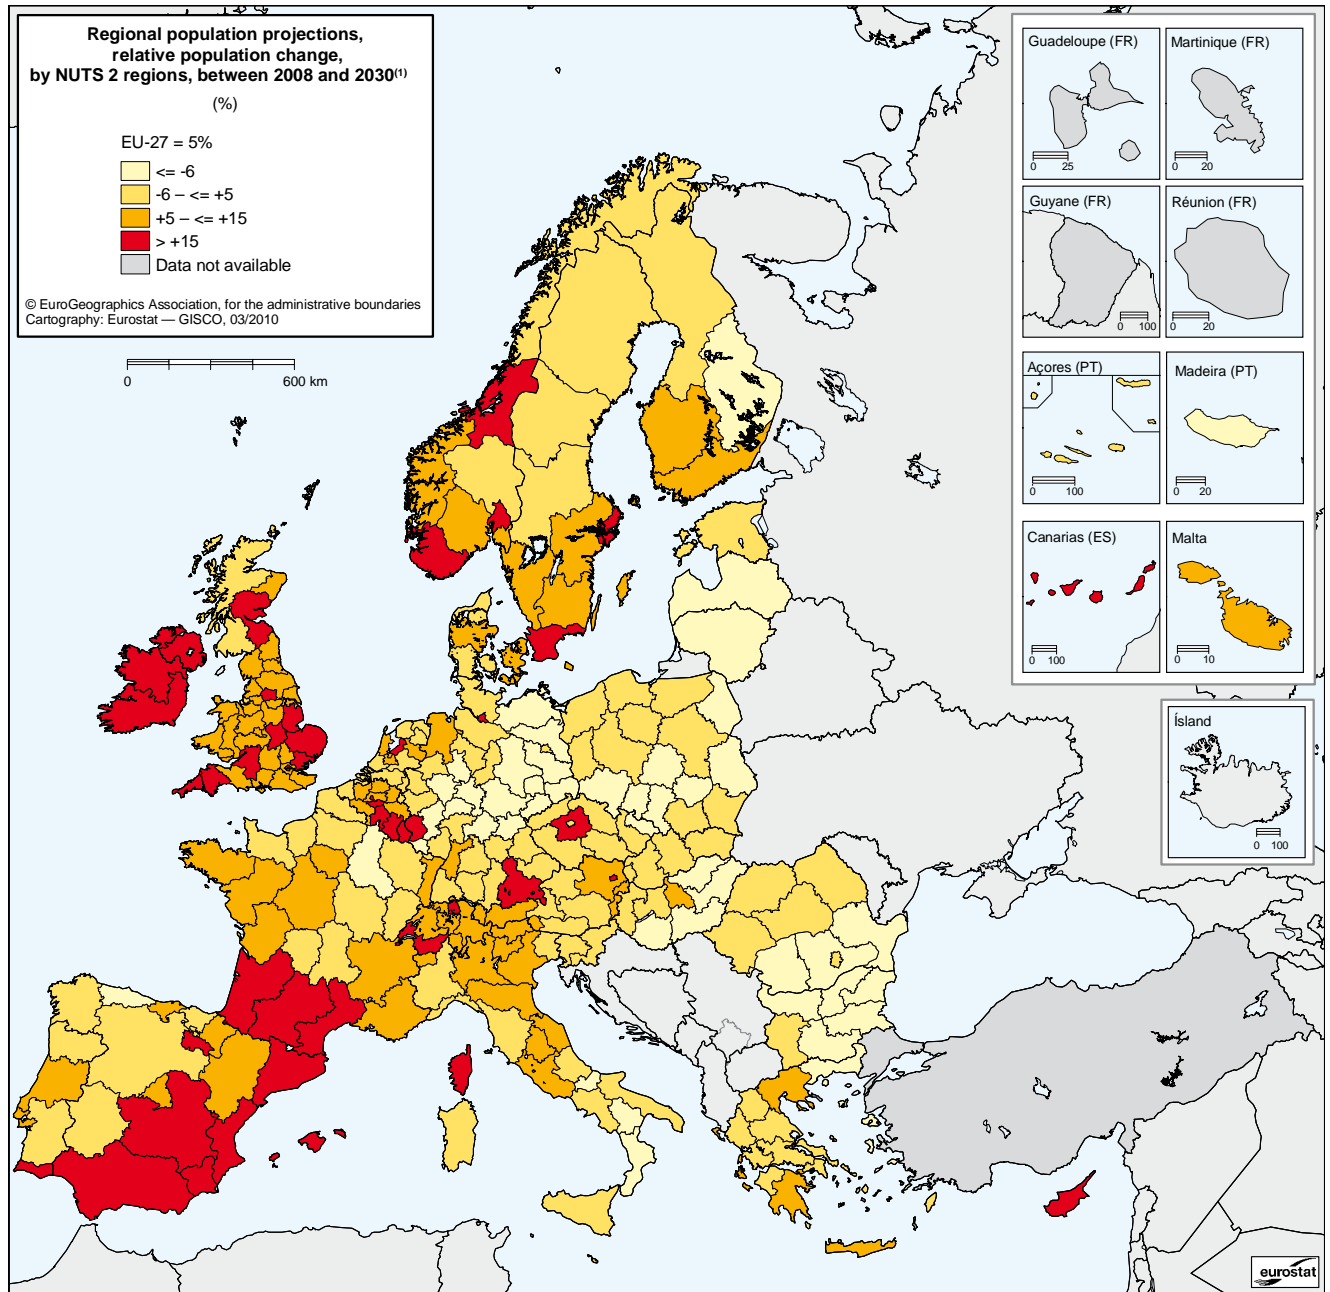 Regional population projections,
relative population change,
by NUTS 2 regions, between 2008 and 2030(1)
(%)
EU-27 = 5%
<= -6
-6 – <= +5
+5 – <= +15
> +15
Data not available
© EuroGeographics Association, for the administrative boundaries
Cartography: Eurostat — GISCO, 03/2010
0 600 km
Guadeloupe (FR)
0 25
Martinique (FR)
0 20
Guyane (FR)
0 100
Réunion (FR)
0 20
Açores (PT)
0 100
Madeira (PT)
0 20
Canarias (ES)
0 100
Malta
0 10
Ísland
0 100
eurostat